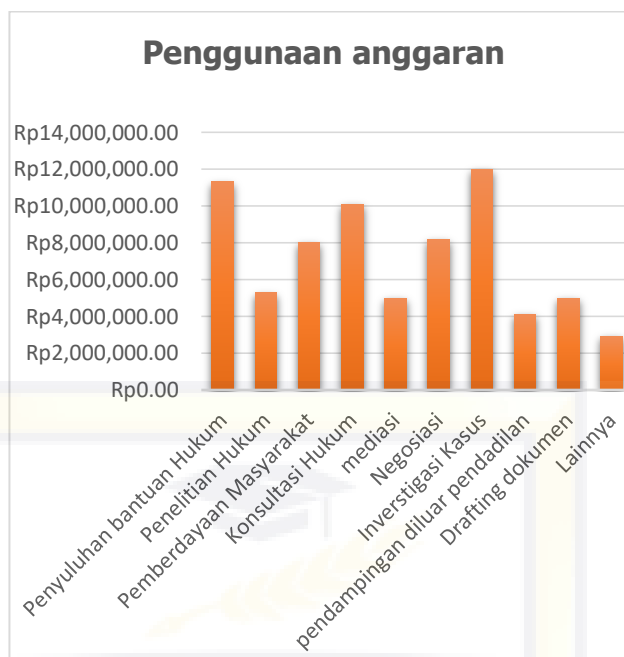 Penggunaan anggaran
Rp14,000,000.00
Rp12,000,000.00
Rp10,000,000.00
Rp8,000,000.00
Rp6,000,000.00
Rp4,000,000.00
Rp2,000,000.00
Rp0.00
Penyuluhan bantuan Hukum
Penelitian Hukum
Pemberdayaan Masyarakat
Konsultasi Hukum
mediasi
Negosiasi
Inverstigasi Kasus
pendampingan diluar pendadilan
Drafting dokumen
Lainnya